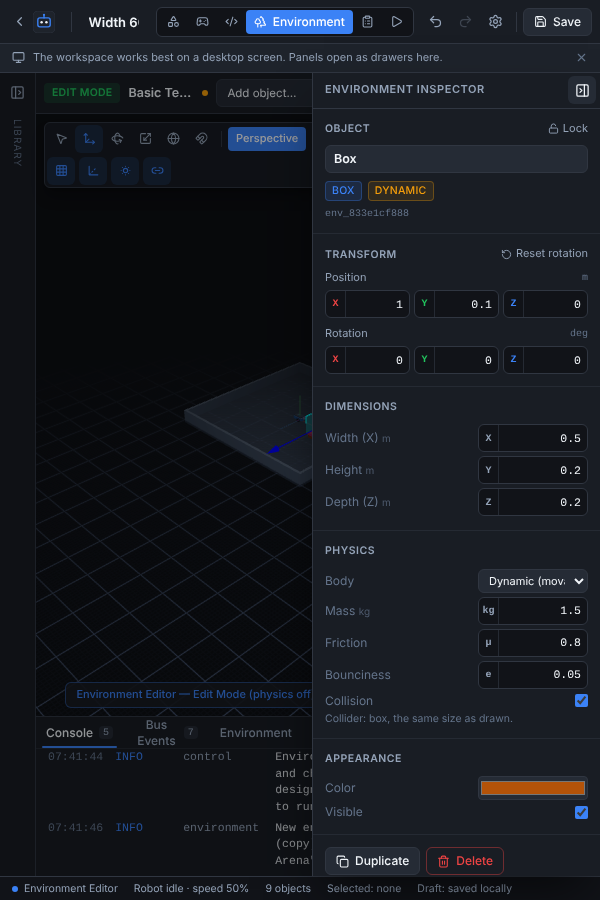 Width 6
Environment
Save
The workspace works best on a desktop screen. Panels open as drawers here.
LIBRARY
EDIT MODE
Basic Te...
Add object...
Perspective
Environment Editor — Edit Mode (physics off
Console 5
Bus Events 7
Environment
07:41:44 INFO control
07:41:46 INFO environment New
(copy
Arena"
to
ENVIRONMENT INSPECTOR
OBJECT
Lock
Box
BOX
DYNAMIC
env_833e1cf888
TRANSFORM
Reset rotation
Position m
X 1 Y 0.1 Z 0
Rotation deg
X 0 Y 0 Z 0
DIMENSIONS
Width (X) m X 0.5
Height m Y 0.2
Depth (Z) m Z 0.2
PHYSICS
Body Dynamic (mova
Mass kg kg 1.5
Friction μ 0.8
Bounciness e 0.05
Collision
Collider: box, the same size as drawn.
APPEARANCE
Color
Visible
Duplicate
Delete
Environment Editor
Robot idle · speed 50%
9 objects
Selected: none
Draft: saved locally